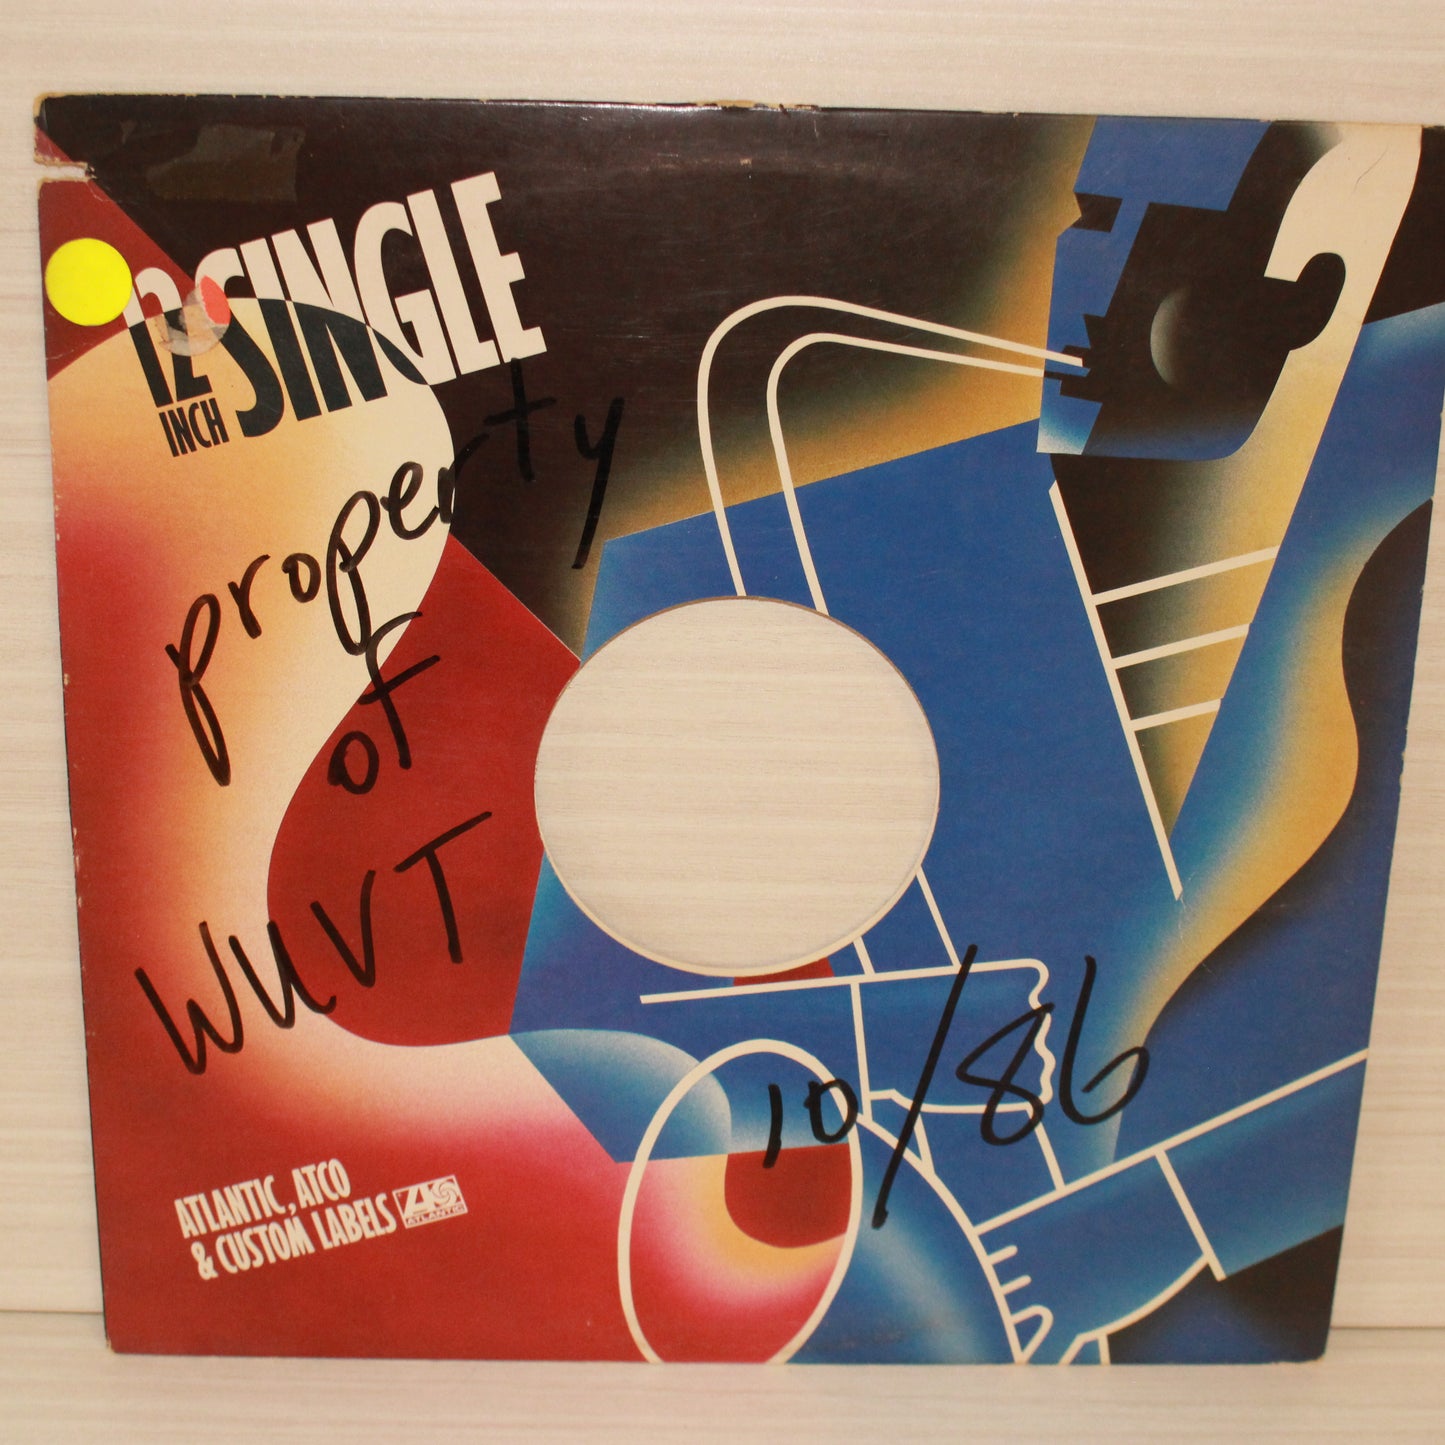 12 INCH SINGLE
property
of
WUVT
10/86
ATLANTIC, ATCO
& CUSTOM LABELS
ATLANTIC